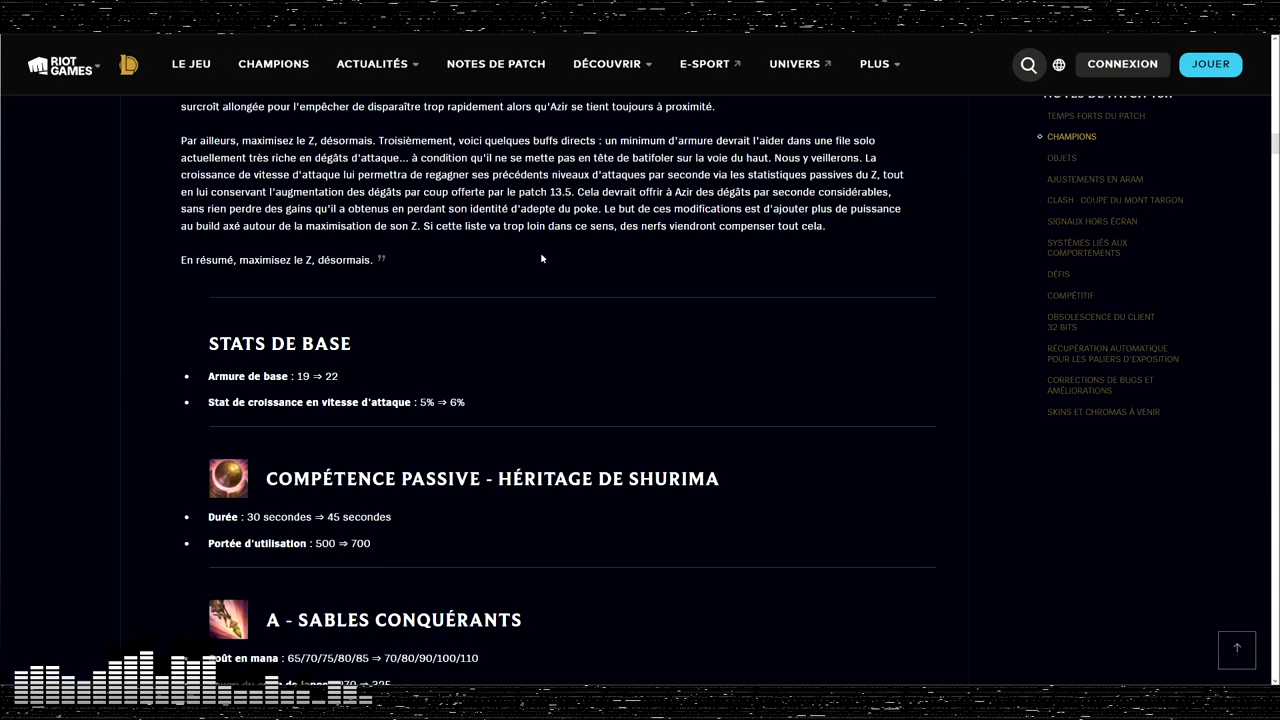 RIOT GAMES
LE JEU CHAMPIONS ACTUALITÉS NOTES DE PATCH DÉCOUVRIR E-SPORT UNIVERS PLUS CONNEXION JOUER
surcroît allongée pour l'empêcher de disparaître trop rapidement alors qu'Azir se tient toujours à proximité.
Par ailleurs, maximisez le Z, désormais. Troisièmement, voici quelques buffs directs : un minimum d'armure devrait l'aider dans une file solo
actuellement très riche en dégâts d'attaque... à condition qu'il ne se mette pas en tête de batifoler sur la voie du haut. Nous y veillerons. La
croissance de vitesse d'attaque lui permettra de regagner ses précédents niveaux d'attaques par seconde via les statistiques passives du Z, tout
en lui conservant l'augmentation des dégâts par coup offerte par le patch 13.5. Cela devrait offrir à Azir des dégâts par seconde considérables,
sans rien perdre des gains qu'il a obtenus en perdant son identité d'adepte du poke. Le but de ces modifications est d'ajouter plus de puissance
au build axé autour de la maximisation de son Z. Si cette liste va trop loin dans ce sens, des nerfs viendront compenser tout cela.
En résumé, maximisez le Z, désormais. ”
STATS DE BASE
• Armure de base : 19 ⇒ 22
• Stat de croissance en vitesse d'attaque : 5% ⇒ 6%
COMPÉTENCE PASSIVE - HÉRITAGE DE SHURIMA
• Durée : 30 secondes ⇒ 45 secondes
• Portée d'utilisation : 500 ⇒ 700
A - SABLES CONQUÉRANTS
Coût en mana : 65/70/75/80/85 ⇒ 70/80/90/100/110
TEMPS FORTS DU PATCH
CHAMPIONS
OBJETS
AJUSTEMENTS EN ARAM
CLASH - COUPE DU MONT TARGON
SIGNAUX HORS ÉCRAN
SYSTÈMES LIÉS AUX
COMPORTEMENTS
DÉFIS
COMPÉTITIF
OBSOLESCENCE DU CLIENT
32 BITS
RÉCUPÉRATION AUTOMATIQUE
POUR LES PALIERS D'EXPOSITION
CORRECTIONS DE BUGS ET
AMÉLIORATIONS
SKINS ET CHROMAS À VENIR